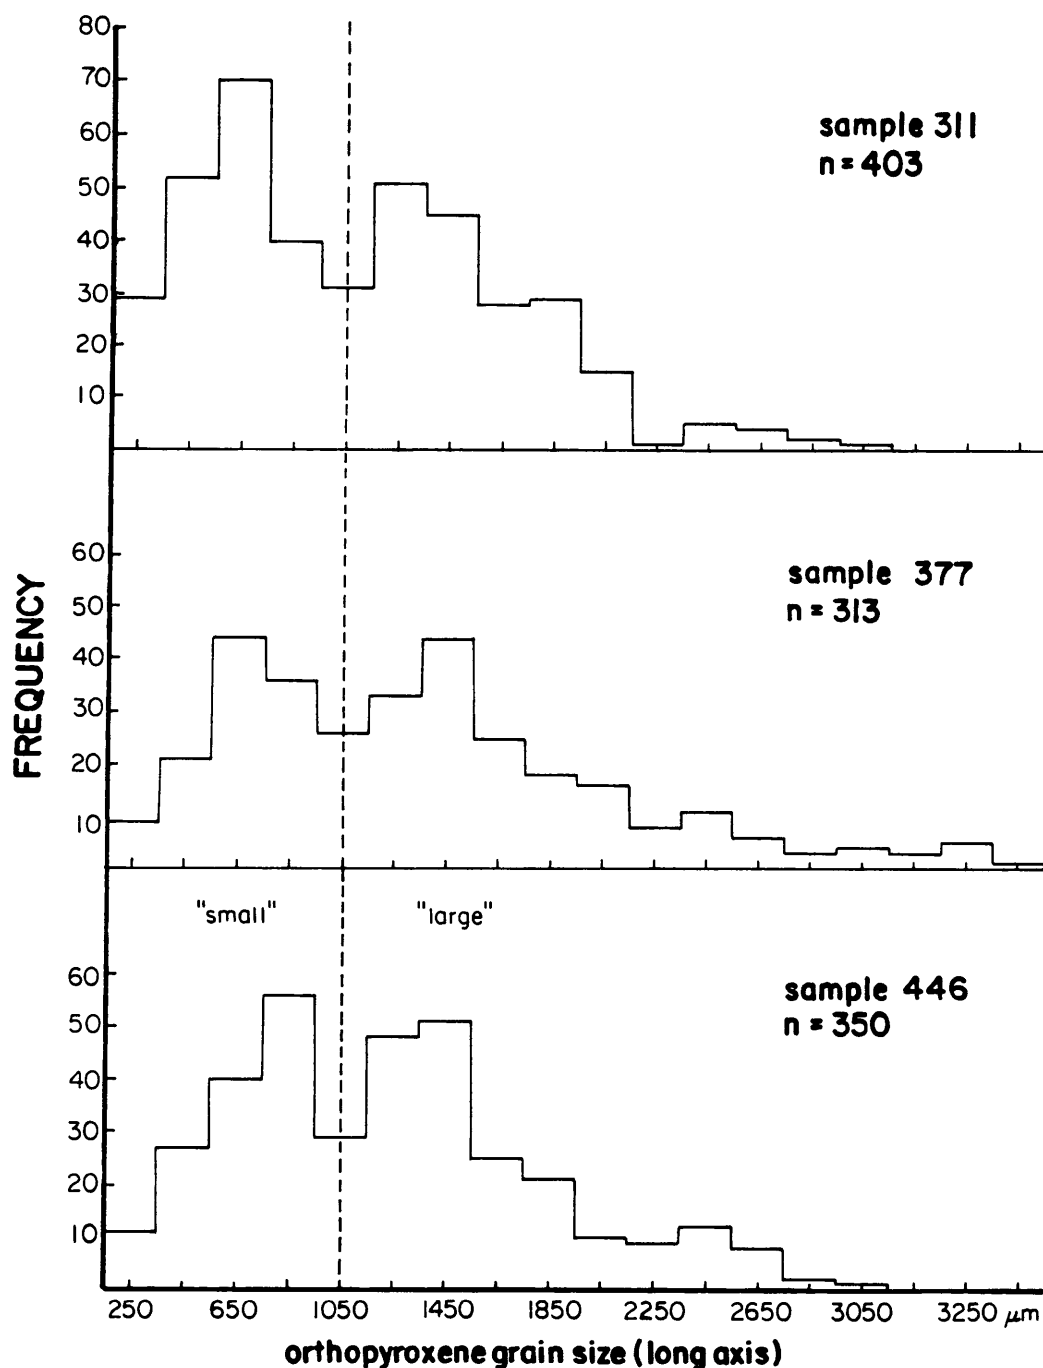 80
70
60
50
40
30
20
10
sample 311
n = 403
60
50
40
30
20
10
sample 377
n = 313
FREQUENCY
"small" "large"
60
50
40
30
20
10
sample 446
n = 350
250 650 1050 1450 1850 2250 2650 3050 3250 μm
orthopyroxene grain size (long axis)